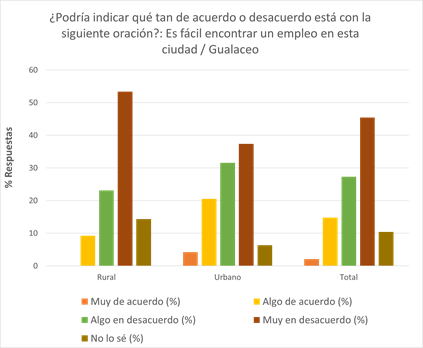 ¿Podría indicar qué tan de acuerdo o desacuerdo está con la
siguiente oración?: Es fácil encontrar un empleo en esta
ciudad / Gualaceo
% Respuestas
60
50
40
30
20
10
0
Rural Urbano Total
Muy de acuerdo (%) Algo de acuerdo (%)
Algo en desacuerdo (%) Muy en desacuerdo (%)
No lo sé (%)